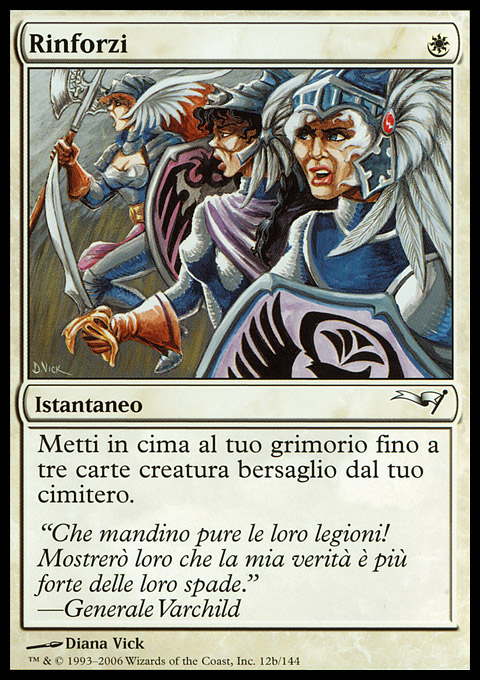 Rinforzi
D. VICK
Istantaneo
Metti in cima al tuo grimorio fino a
tre carte creatura bersaglio dal tuo
cimitero.
“Che mandino pure le loro legioni!
Mostrerò loro che la mia verità è più
forte delle loro spade.”
—Generale Varchild
Diana Vick
™ & © 1993–2006 Wizards of the Coast, Inc. 12b/144